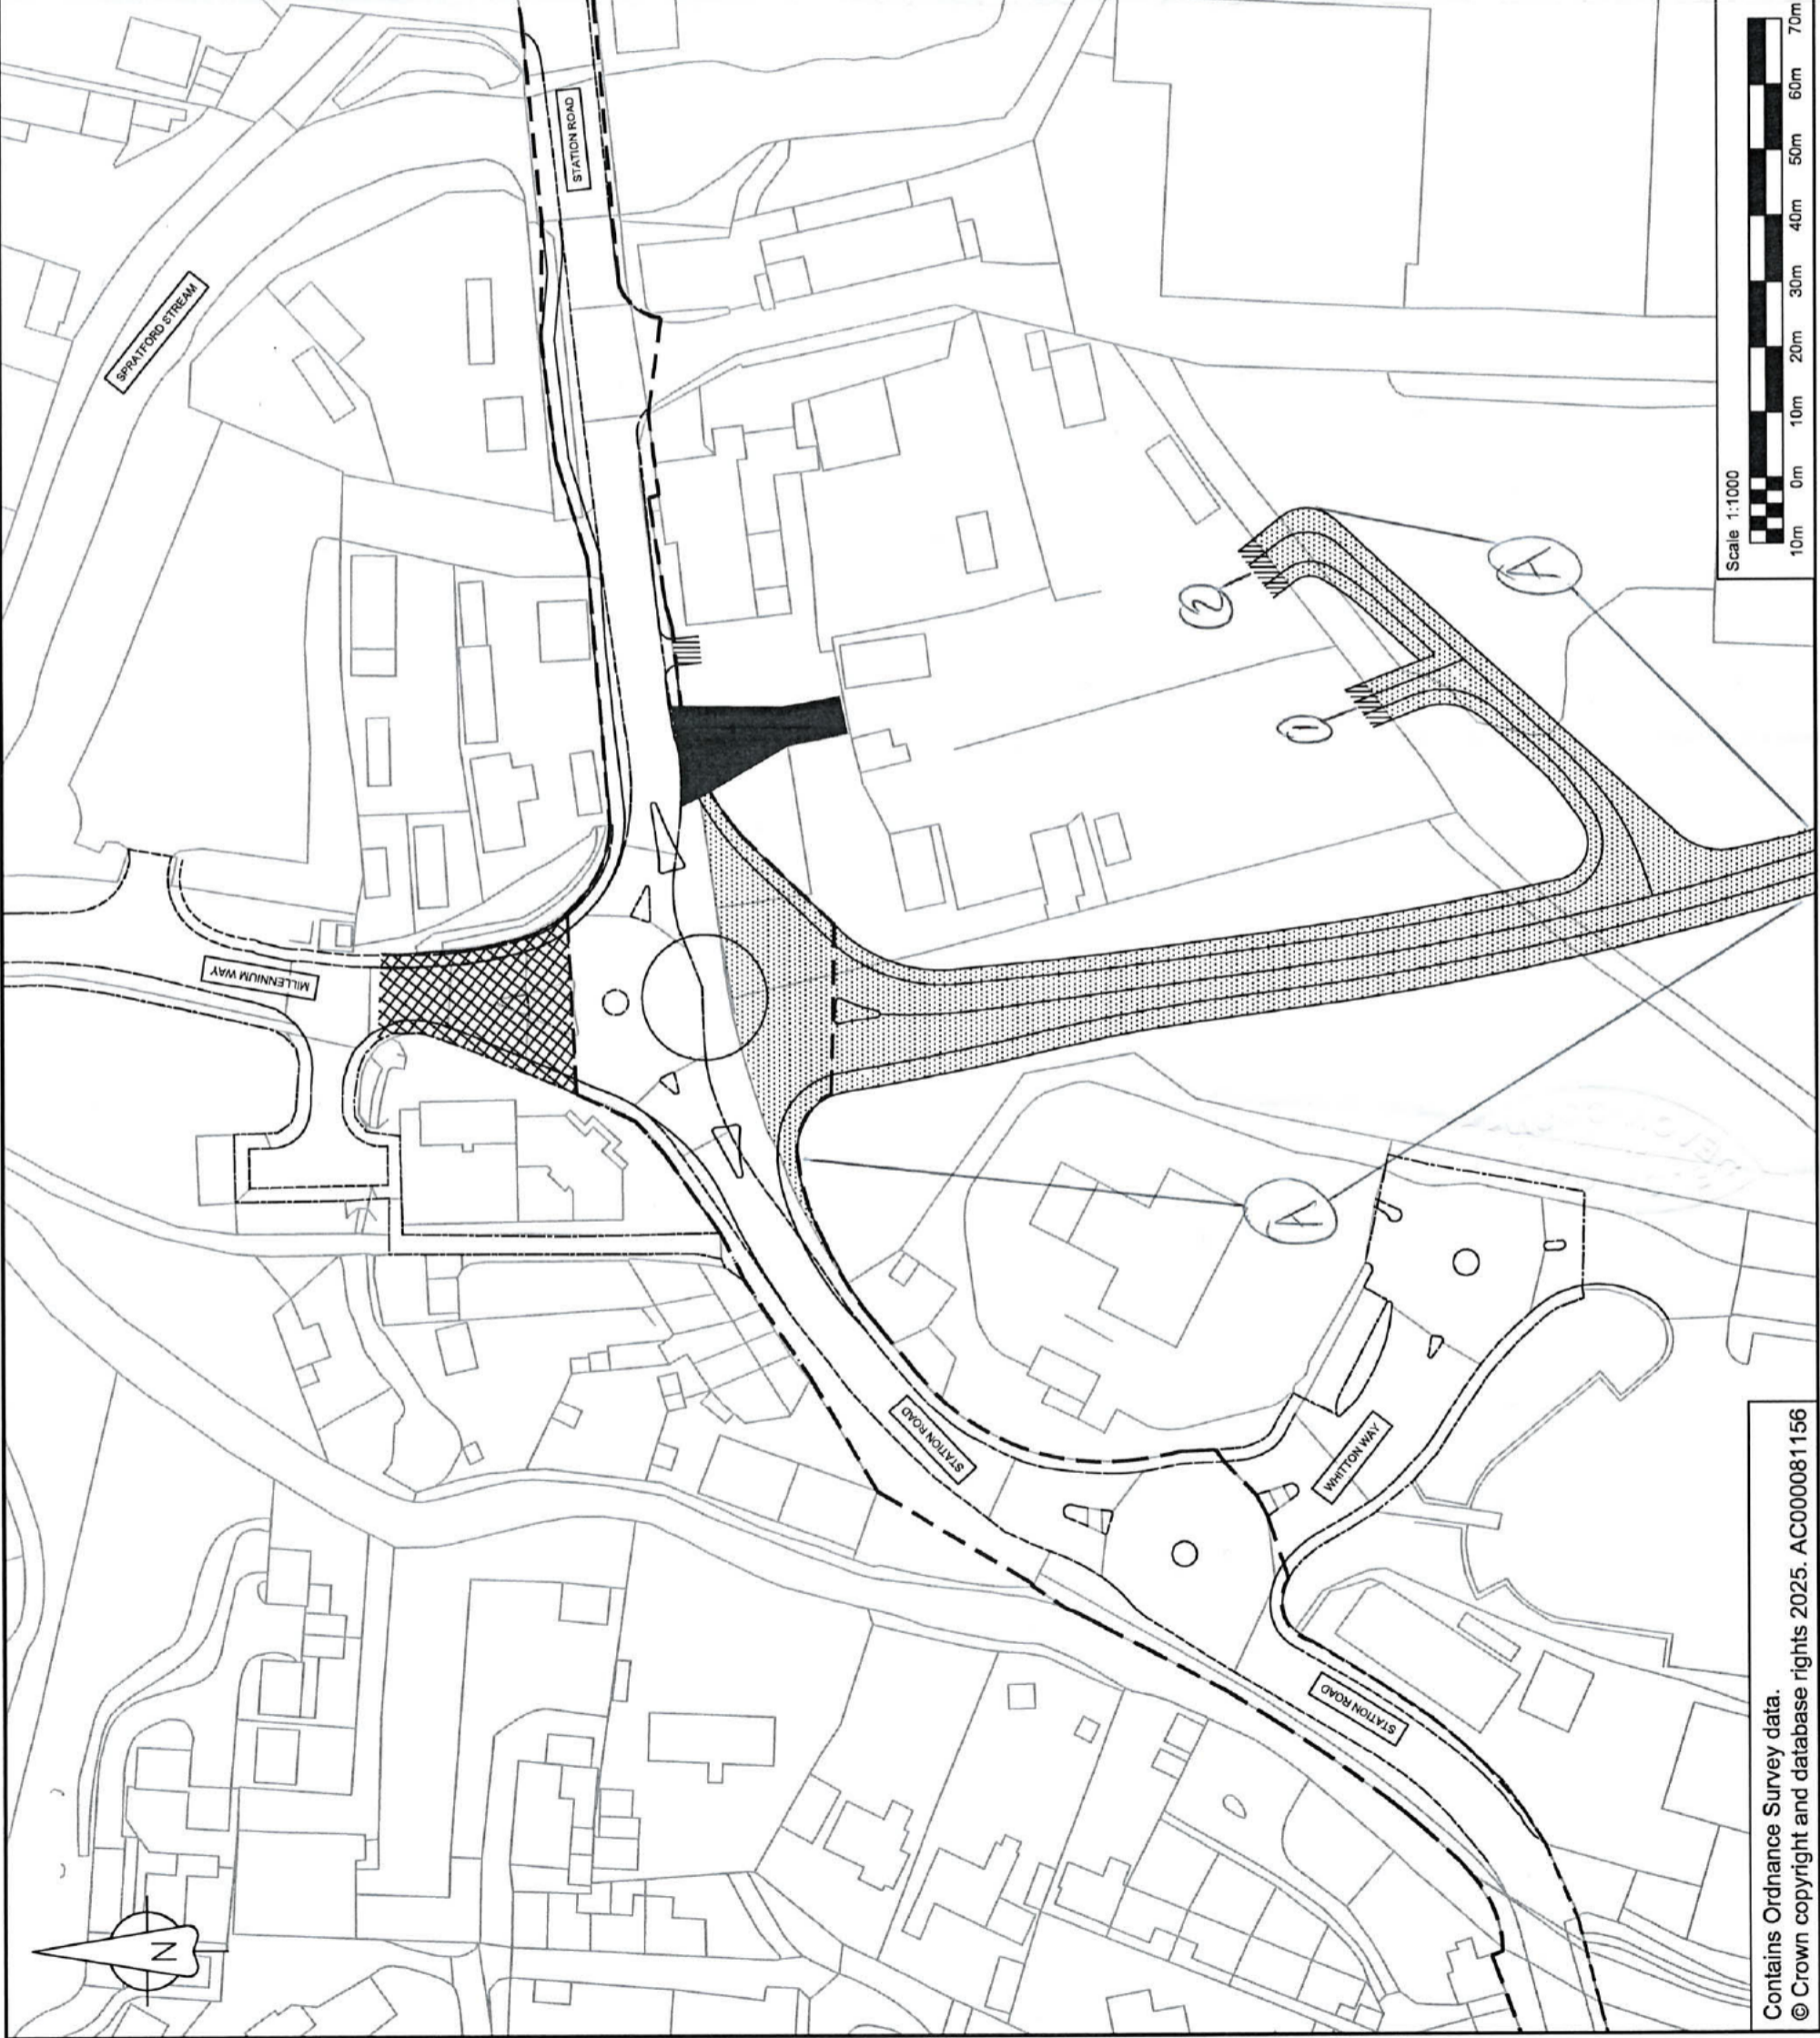 SPRATFORD STREAM
STATION ROAD
MILLENNIUM WAY
STATION ROAD
WHITTON WAY
STATION ROAD
2
1
A
A
N
Scale 1:1000
10m 0m 10m 20m 30m 40m 50m 60m 70m
Contains Ordnance Survey data.
© Crown copyright and database rights 2025. AC0000811156